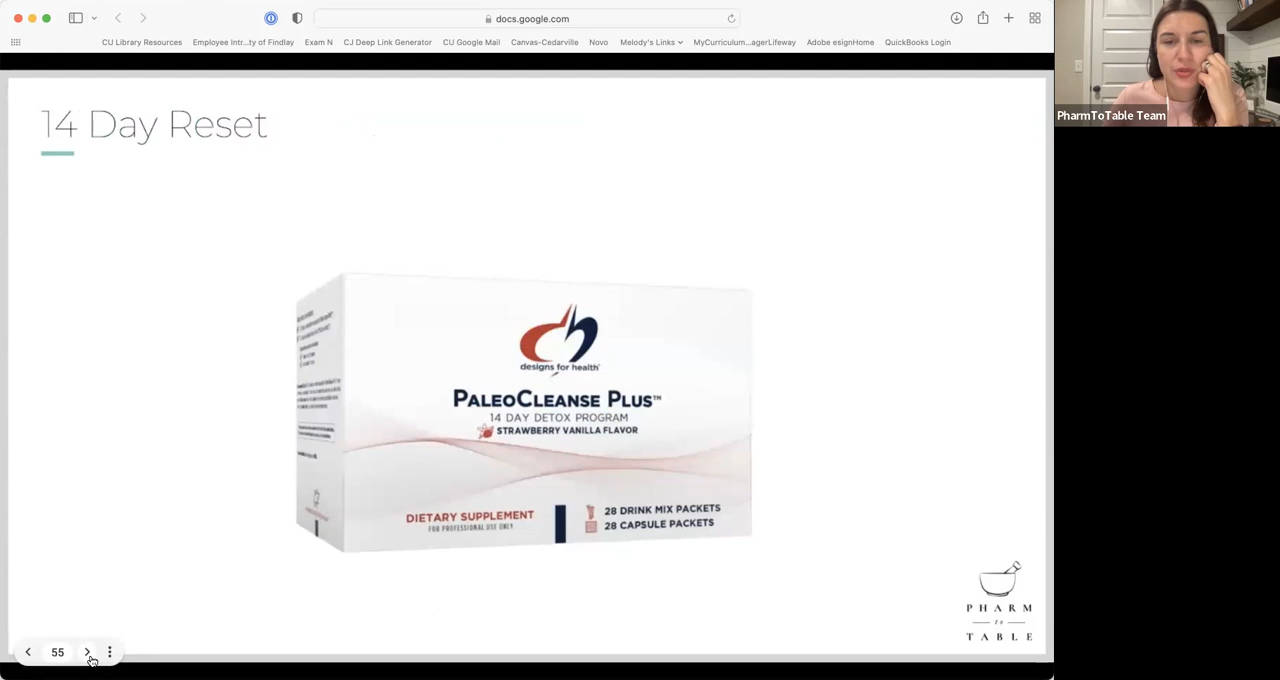 docs.google.com
CU Library Resources
Employee Intr...ty of Findlay
Exam N
CJ Deep Link Generator
CU Google Mail
Canvas-Cedarville
Novo
Melody's Links
MyCurriculum...agerLifeway
Adobe esignHome
QuickBooks Login
PharmToTable Team
14 Day Reset
designs for health
PALEOCLEANSE PLUS™
14 DAY DETOX PROGRAM
STRAWBERRY VANILLA FLAVOR
DIETARY SUPPLEMENT
FOR PROFESSIONAL USE ONLY
28 DRINK MIX PACKETS
28 CAPSULE PACKETS
PHARM
to
TABLE
55